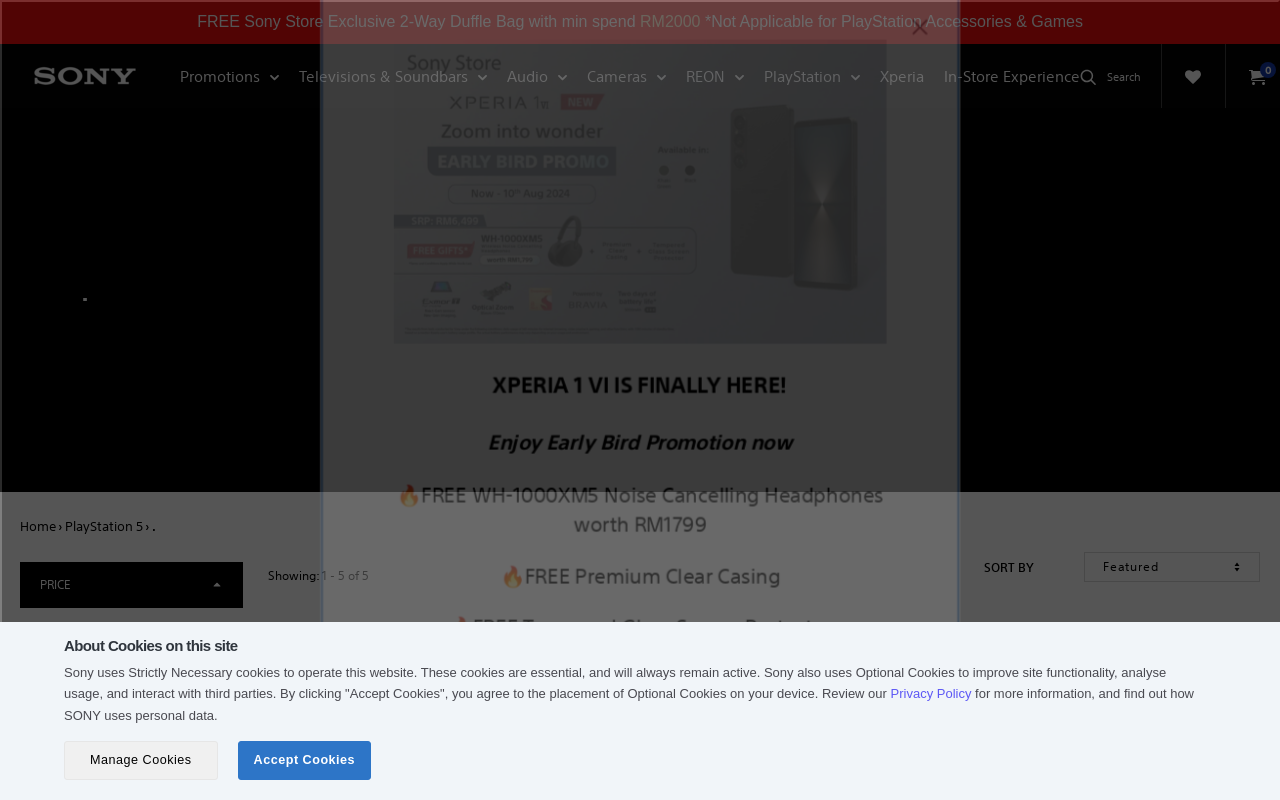 FREE Sony Store Exclusive 2-Way Duffle Bag with min spend RM2000 *Not Applicable for PlayStation Accessories & Games
SONY
Promotions
Televisions & Soundbars
Audio
Cameras
REON
PlayStation
Xperia
In-Store Experience
Search
0
Sony Store
XPERIA 1 VI NEW
Zoom into wonder
EARLY BIRD PROMO
Available in:
Now - 10th Aug 2024
SRP: RM6,499
FREE GIFTS*
WH-1000XM5
BRAVIA
XPERIA 1 VI IS FINALLY HERE!
Enjoy Early Bird Promotion now
🔥FREE WH-1000XM5 Noise Cancelling Headphones
worth RM1799
🔥FREE Premium Clear Casing
Home › PlayStation 5 › .
PRICE
Showing: 1 - 5 of 5
SORT BY
Featured
About Cookies on this site
Sony uses Strictly Necessary cookies to operate this website. These cookies are essential, and will always remain active. Sony also uses Optional Cookies to improve site functionality, analyse
usage, and interact with third parties. By clicking "Accept Cookies", you agree to the placement of Optional Cookies on your device. Review our Privacy Policy for more information, and find out how
SONY uses personal data.
Manage Cookies
Accept Cookies